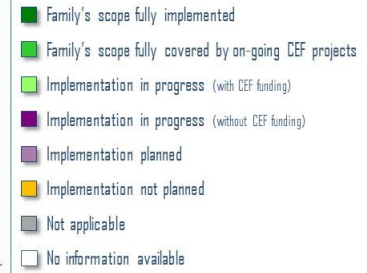 Family's scope fully implemented
Family's scope fully covered by on-going CEF projects
Implementation in progress (with CEF funding)
Implementation in progress (without CEF funding)
Implementation planned
Implementation not planned
Not applicable
No information available